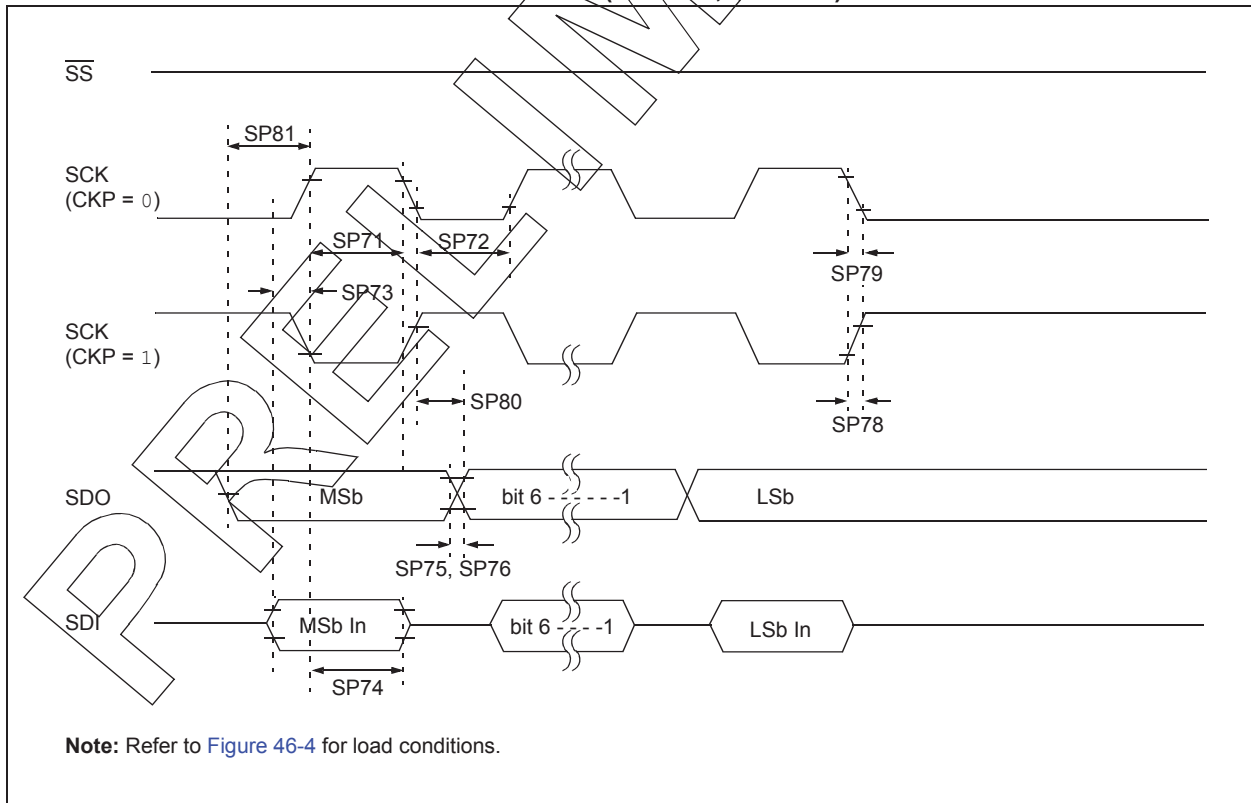 SS
SP81
SCK
(CKP = 0)
SP71
SP72
SP79
SP73
SCK
(CKP = 1)
SP80
SP78
SDO
MSb
bit 6 - - - - - - -1
LSb
SP75, SP76
SDI
MSb In
bit 6 - - - - -1
LSb In
SP74
Note: Refer to Figure 46-4 for load conditions.